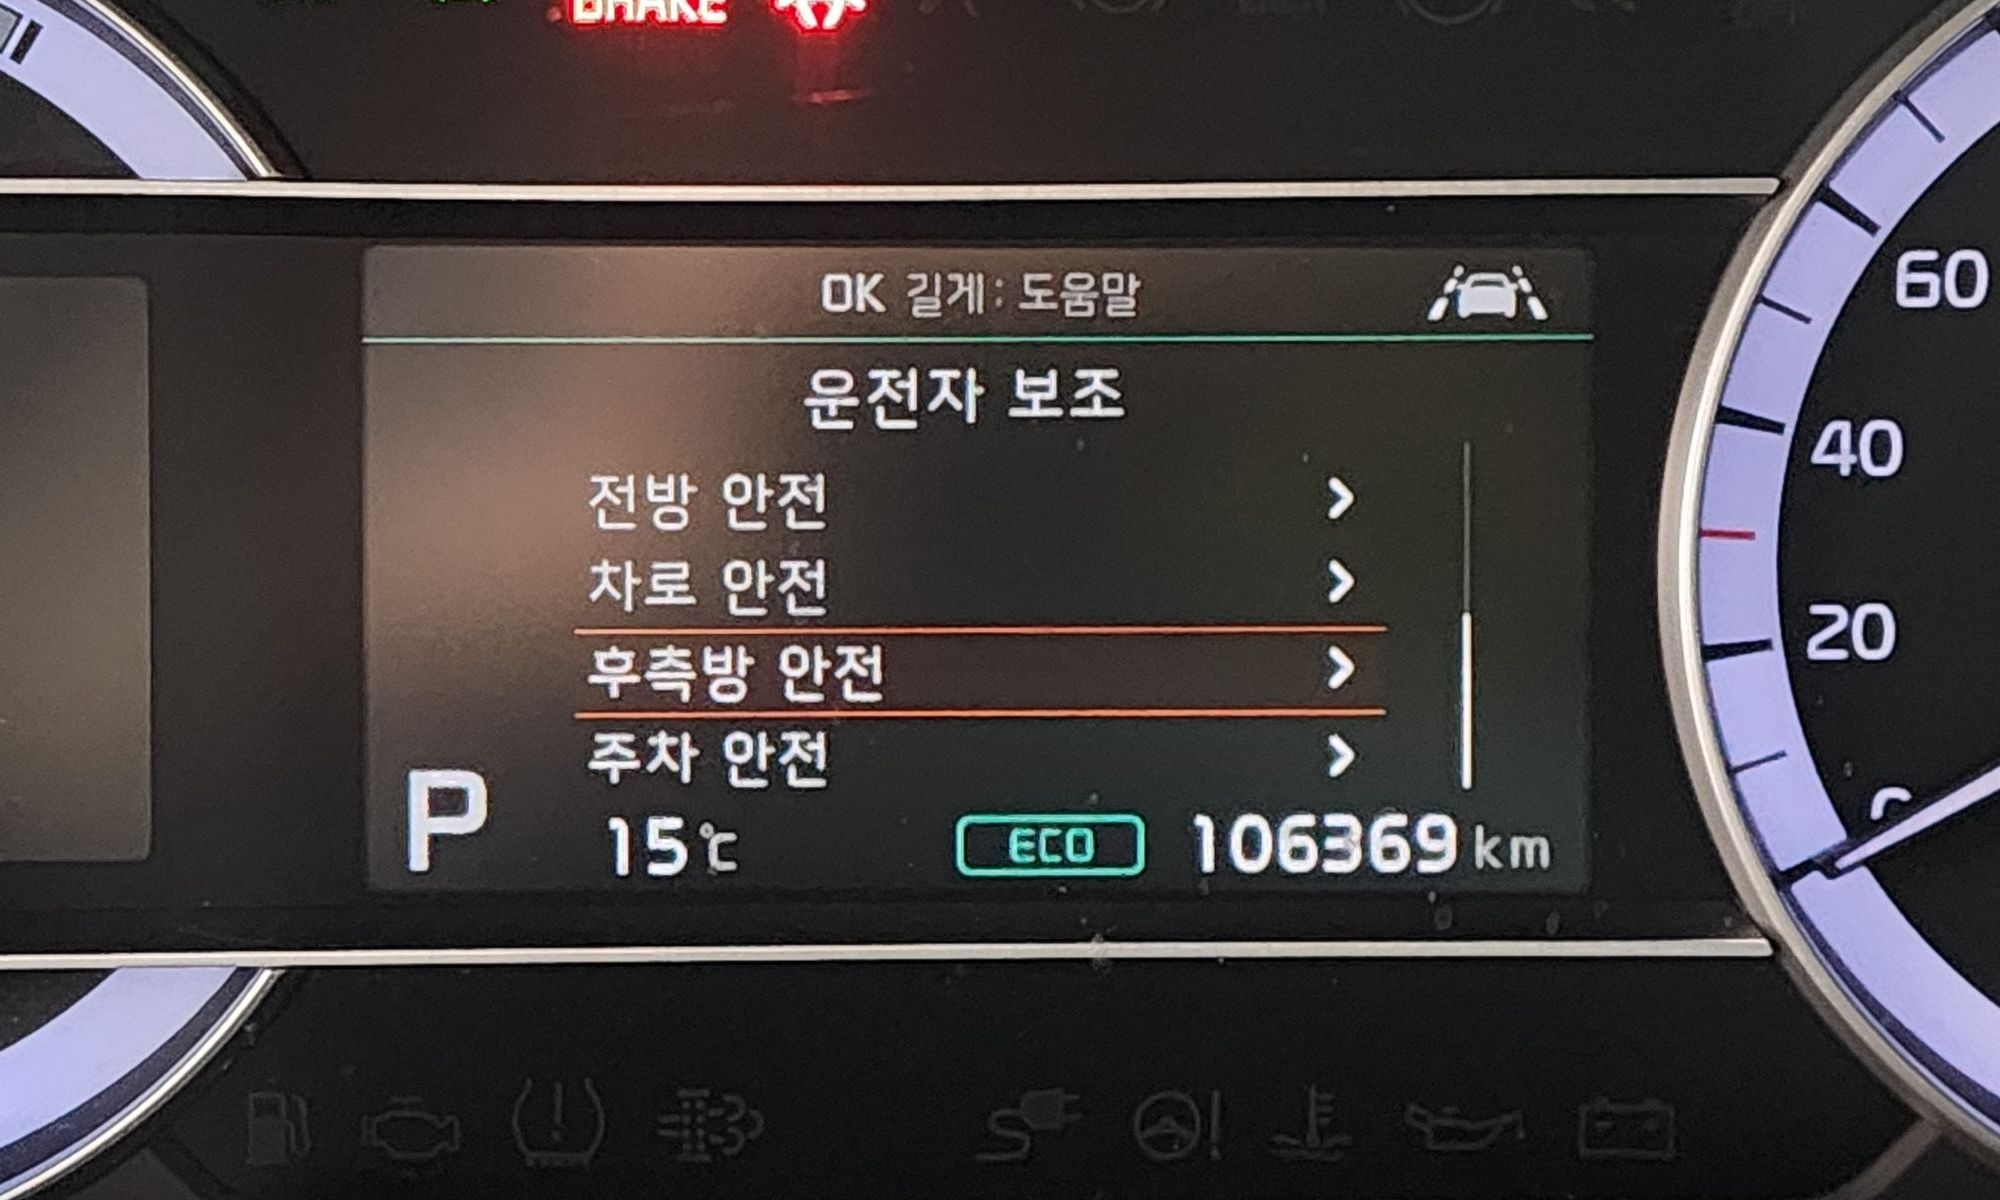 BRAKE
OK 길게: 도움말
운전자 보조
전방 안전 >
차로 안전 >
후측방 안전 >
주차 안전 >
P 15℃ ECO 106369 km
60
40
20